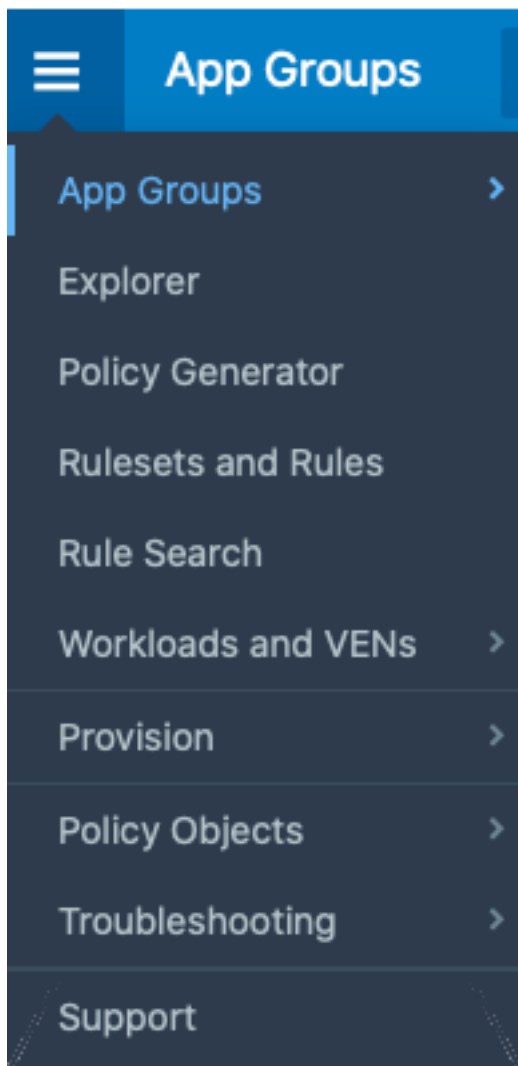 App Groups
App Groups
Explorer
Policy Generator
Rulesets and Rules
Rule Search
Workloads and VENs
Provision
Policy Objects
Troubleshooting
Support